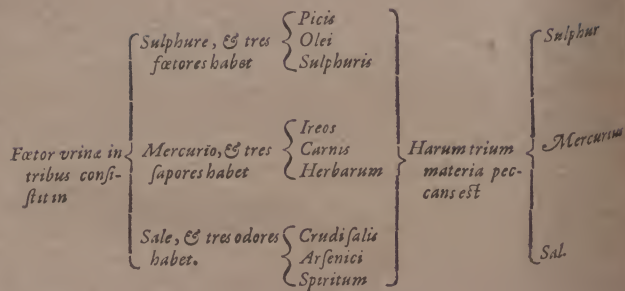 Fœtor vrinæ in
tribus consi-
stit in
Sulphure, & tres
fœtores habet
Picis
Olei
Sulphuris
Mercurio, & tres
sapores habet
Ireos
Carnis
Herbarum
Sale, & tres odores
habet.
Crudi salis
Arsenici
Spirituum
Harum trium
materia pec-
cans est
Sulphur
Mercurius
Sal.